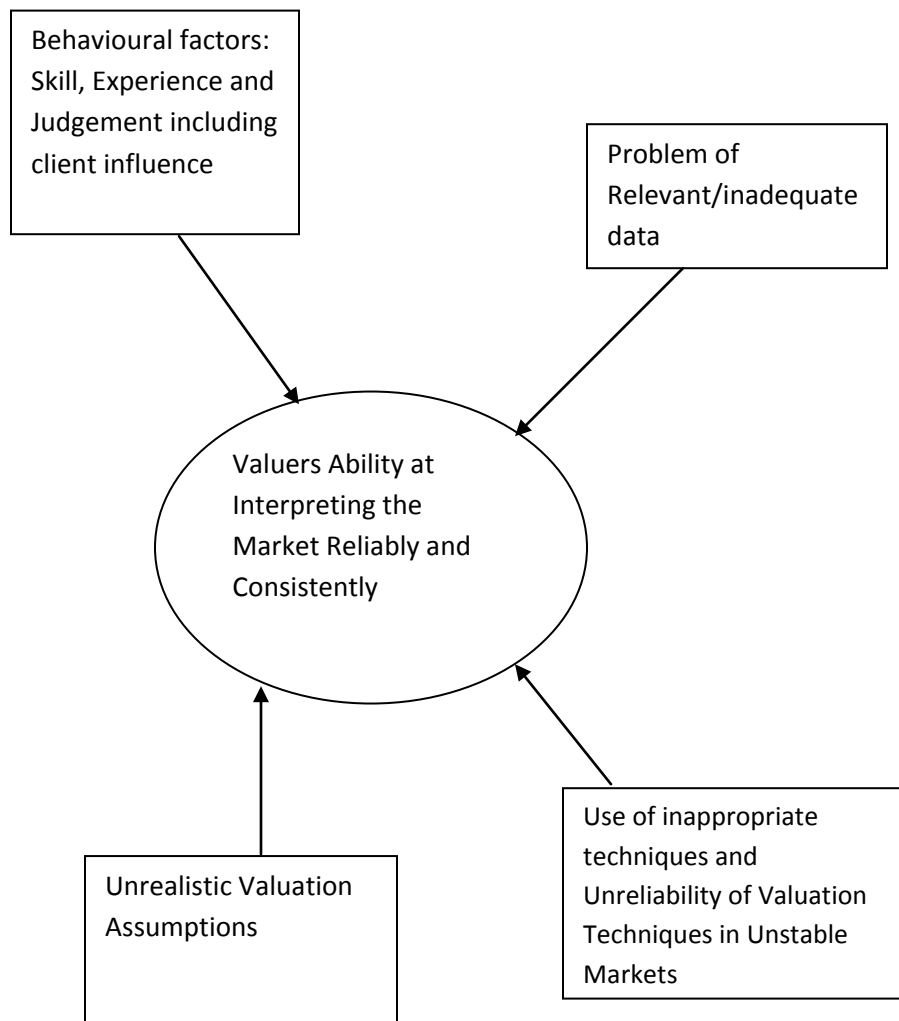 Behavioural factors:
Skill, Experience and
Judgement including
client influence
Problem of
Relevant/inadequate
data
Valuers Ability at
Interpreting the
Market Reliably and
Consistently
Unrealistic Valuation
Assumptions
Use of inappropriate
techniques and
Unreliability of Valuation
Techniques in Unstable
Markets